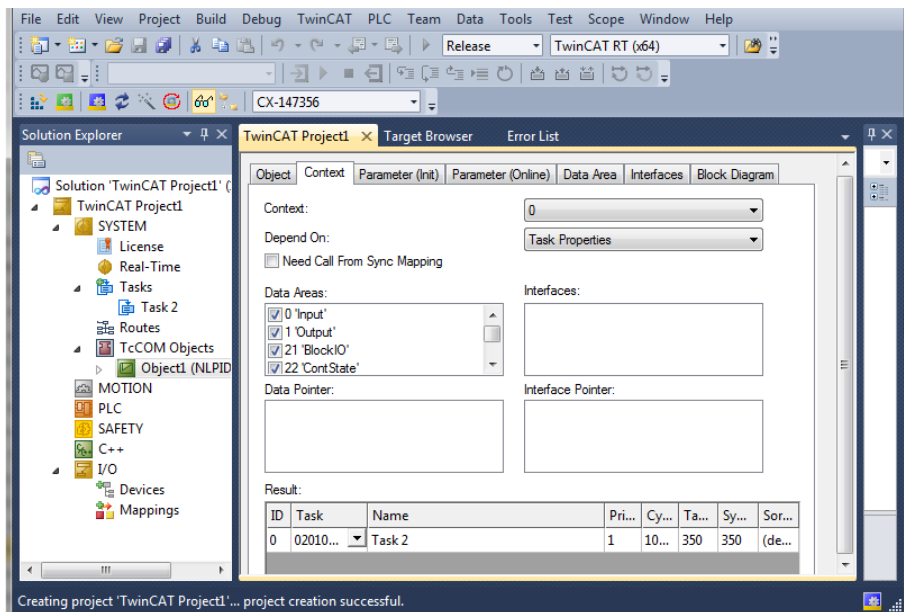 File Edit View Project Build Debug TwinCAT PLC Team Data Tools Test Scope Window Help
Release TwinCAT RT (x64)
CX-147356
Solution Explorer
TwinCAT Project1 Target Browser Error List
Solution 'TwinCAT Project1' (
TwinCAT Project1
SYSTEM
License
Real-Time
Tasks
Task 2
Routes
TcCOM Objects
Object1 (NLPID
MOTION
PLC
SAFETY
C++
I/O
Devices
Mappings
Object Context Parameter (Init) Parameter (Online) Data Area Interfaces Block Diagram
Context: 0
Depend On: Task Properties
Need Call From Sync Mapping
Data Areas: Interfaces:
0 'Input'
1 'Output'
21 'BlockIO'
22 'ContState'
Data Pointer: Interface Pointer:
Result:
ID Task Name Pri... Cy... Ta... Sy... Sor...
0 02010... Task 2 1 10... 350 350 (de...
Creating project 'TwinCAT Project1'... project creation successful.